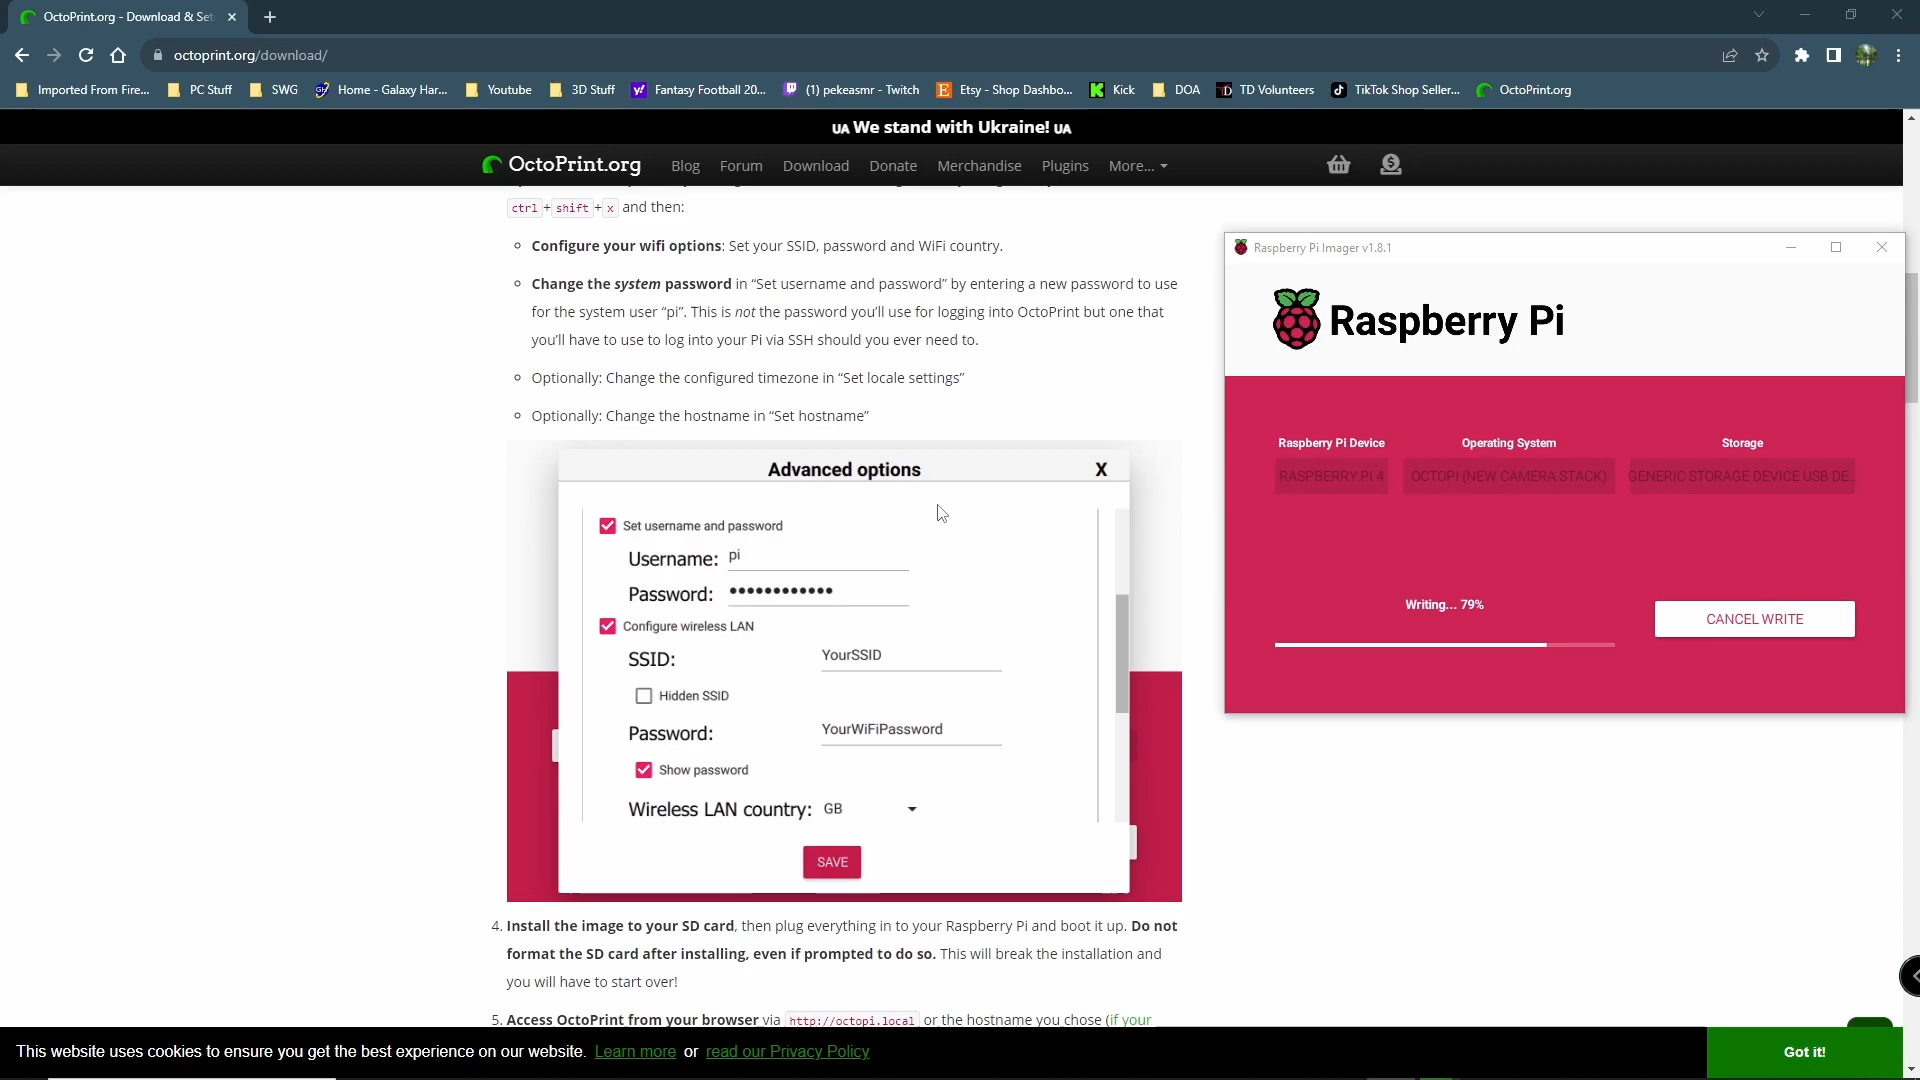 OctoPrint.org - Download & Set
octoprint.org/download/
Imported From Fire...
PC Stuff
SWG
Home - Galaxy Har...
Youtube
3D Stuff
Fantasy Football 20...
(1) pekeasmr - Twitch
Etsy - Shop Dashbo...
Kick
DOA
TD Volunteers
TikTok Shop Seller...
OctoPrint.org
UA We stand with Ukraine! UA
OctoPrint.org
Blog
Forum
Download
Donate
Merchandise
Plugins
More...
ctrl + shift + x and then:
Configure your wifi options: Set your SSID, password and WiFi country.
Change the system password in “Set username and password” by entering a new password to use
for the system user “pi”. This is not the password you’ll use for logging into OctoPrint but one that
you’ll have to use to log into your Pi via SSH should you ever need to.
Optionally: Change the configured timezone in “Set locale settings”
Optionally: Change the hostname in “Set hostname”
Advanced options
X
Set username and password
Username: pi
Password: ••••••••••••
Configure wireless LAN
SSID: YourSSID
Hidden SSID
Password: YourWiFiPassword
Show password
Wireless LAN country: GB
SAVE
4. Install the image to your SD card, then plug everything in to your Raspberry Pi and boot it up. Do not
format the SD card after installing, even if prompted to do so. This will break the installation and
you will have to start over!
5. Access OctoPrint from your browser via http://octopi.local or the hostname you chose (if your
Raspberry Pi Imager v1.8.1
Raspberry Pi
Raspberry Pi Device
Operating System
Storage
RASPBERRY PI 4
OCTOPI (NEW CAMERA STACK)
GENERIC STORAGE DEVICE USB DE...
Writing... 79%
CANCEL WRITE
This website uses cookies to ensure you get the best experience on our website. Learn more or read our Privacy Policy
Got it!